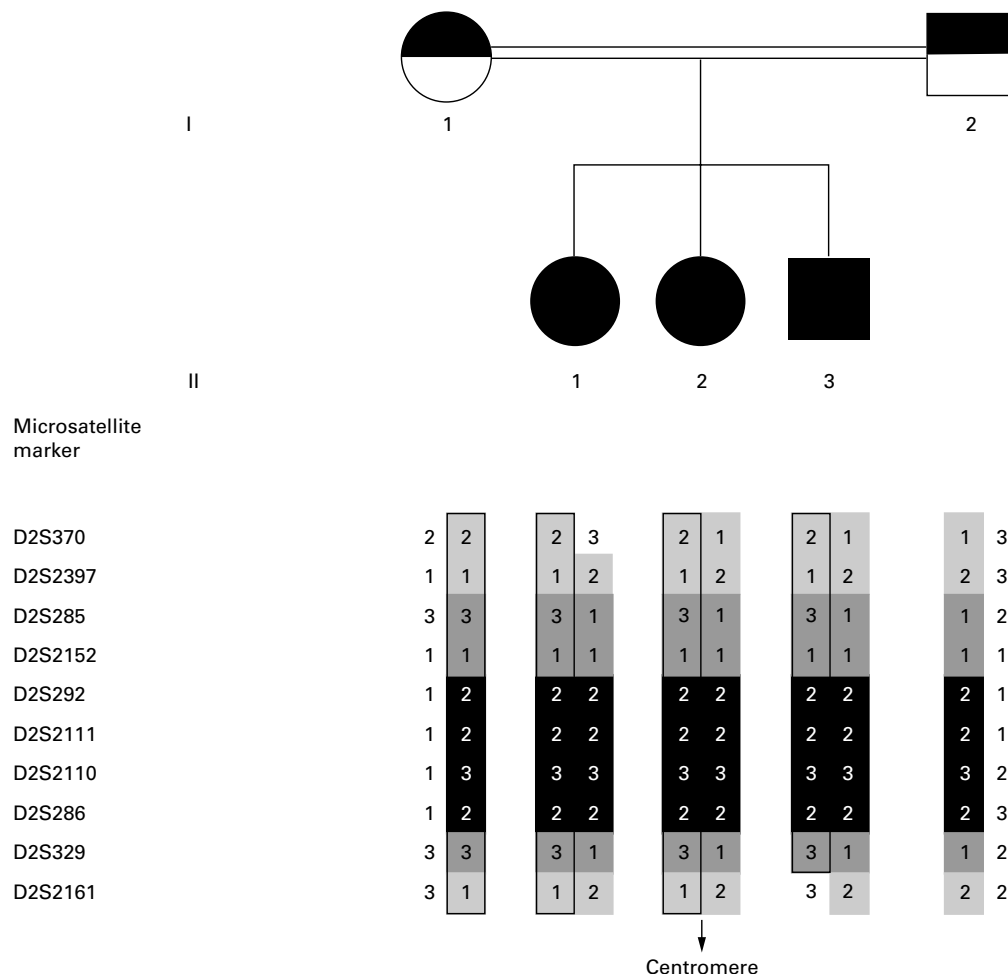 I 1 2
II 1 2 3
Microsatellite
marker
D2S370 2 2 2 3 2 1 2 1 1 3
D2S2397 1 1 1 2 1 2 1 2 2 3
D2S285 3 3 3 1 3 1 3 1 1 2
D2S2152 1 1 1 1 1 1 1 1 1 1
D2S292 1 2 2 2 2 2 2 2 2 1
D2S2111 1 2 2 2 2 2 2 2 2 1
D2S2110 1 3 3 3 3 3 3 3 3 2
D2S286 1 2 2 2 2 2 2 2 2 3
D2S329 3 3 3 1 3 1 3 1 1 2
D2S2161 3 1 1 2 1 2 3 2 2 2
Centromere